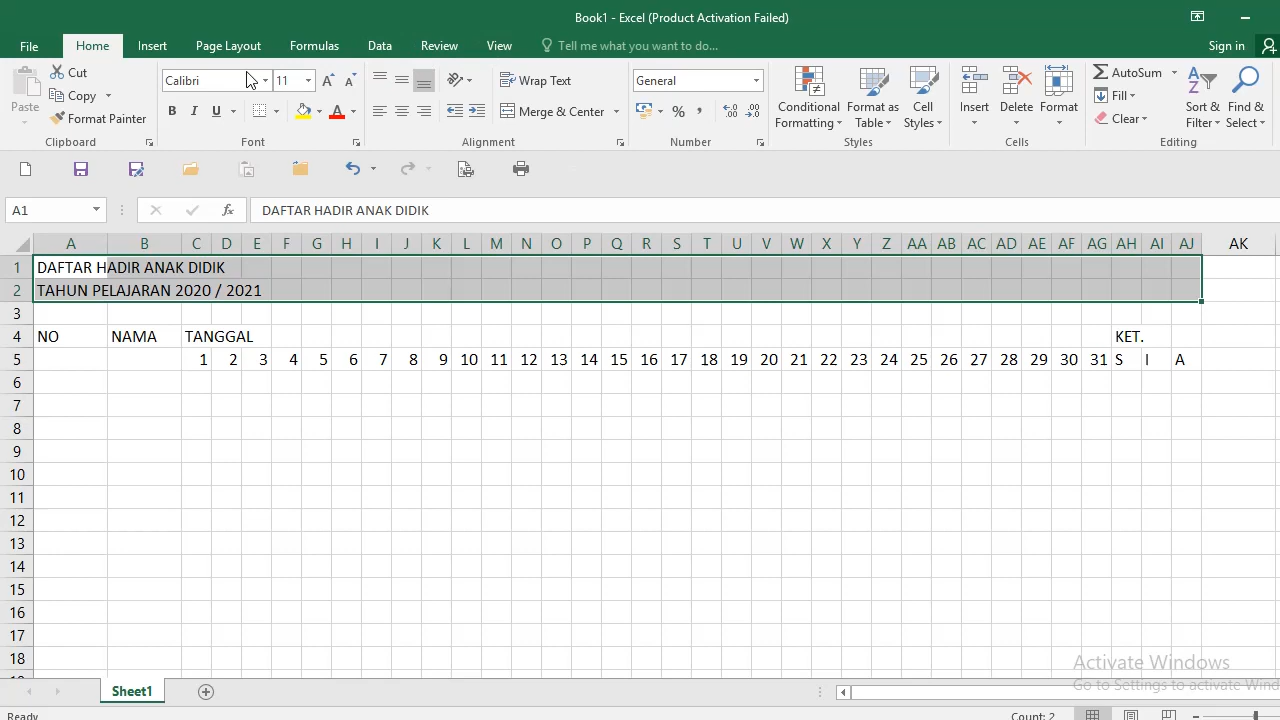 Book1 - Excel (Product Activation Failed)
File Home Insert Page Layout Formulas Data Review View Tell me what you want to do... Sign in
Paste Cut Copy Format Painter Clipboard
Calibri 11 B I U A Font
Wrap Text Merge & Center Alignment
General % , Number
Conditional Formatting Format as Table Cell Styles Styles
Insert Delete Format Cells
AutoSum Fill Clear Sort & Filter Find & Select Editing
A1 fx DAFTAR HADIR ANAK DIDIK
A B C D E F G H I J K L M N O P Q R S T U V W X Y Z AA AB AC AD AE AF AG AH AI AJ AK
1 DAFTAR HADIR ANAK DIDIK
2 TAHUN PELAJARAN 2020 / 2021
3
4 NO NAMA TANGGAL KET.
5 1 2 3 4 5 6 7 8 9 10 11 12 13 14 15 16 17 18 19 20 21 22 23 24 25 26 27 28 29 30 31 S I A
6
7
8
9
10
11
12
13
14
15
16
17
18
Activate Windows
Go to Settings to activate Wind
Sheet1
Ready Count: 2